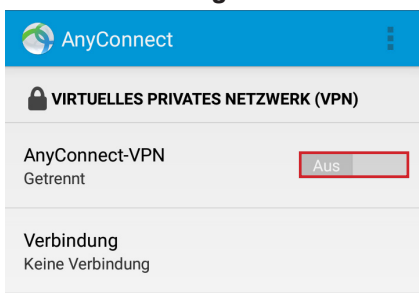 AnyConnect
VIRTUELLES PRIVATES NETZWERK (VPN)
AnyConnect-VPN
Aus
Getrennt
Verbindung
Keine Verbindung